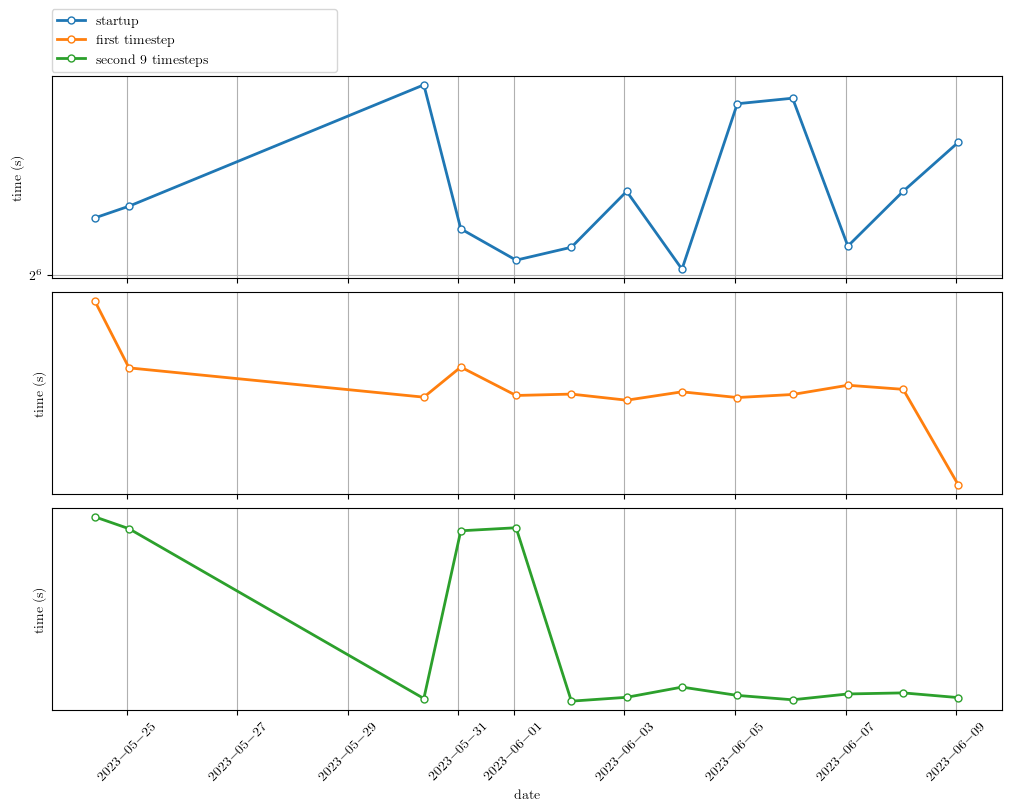 startup
first timestep
second 9 timesteps
time (s)
2^6
time (s)
time (s)
2023−05−25
2023−05−27
2023−05−29
2023−05−31
2023−06−01
2023−06−03
2023−06−05
2023−06−07
2023−06−09
date